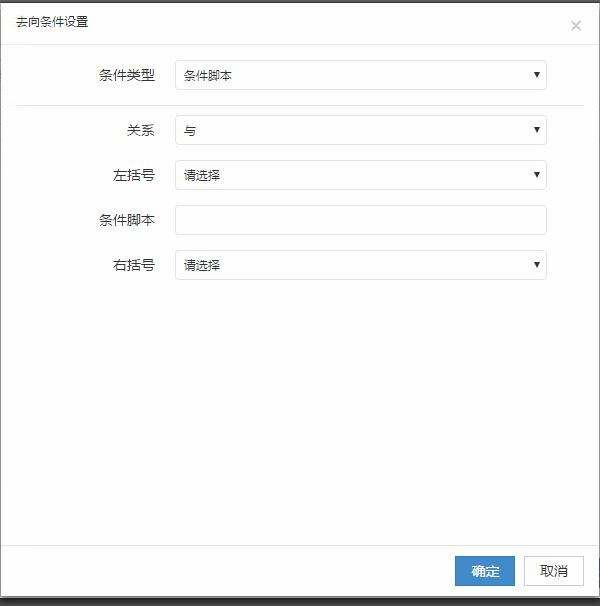 去向条件设置
×
条件类型 条件脚本
关系 与
左括号 请选择
条件脚本
右括号 请选择
确定 取消